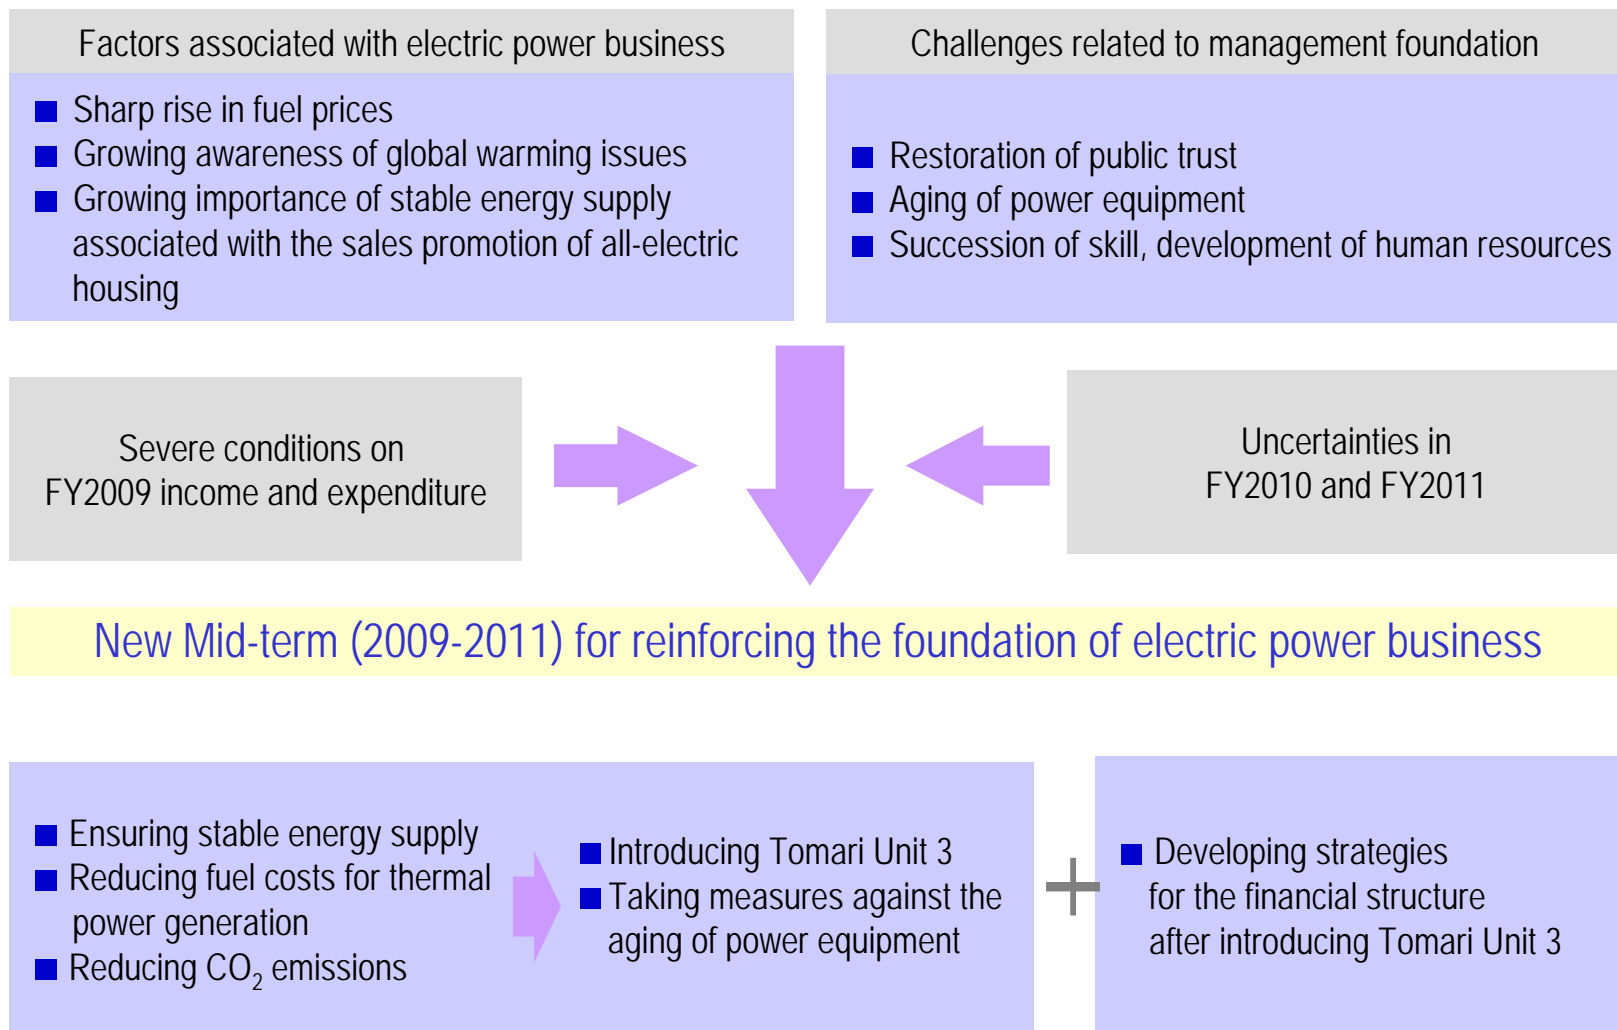 Factors associated with electric power business
■ Sharp rise in fuel prices
■ Growing awareness of global warming issues
■ Growing importance of stable energy supply
associated with the sales promotion of all-electric
housing
Challenges related to management foundation
■ Restoration of public trust
■ Aging of power equipment
■ Succession of skill, development of human resources
Severe conditions on
FY2009 income and expenditure
Uncertainties in
FY2010 and FY2011
New Mid-term (2009-2011) for reinforcing the foundation of electric power business
■ Ensuring stable energy supply
■ Reducing fuel costs for thermal
power generation
■ Reducing CO₂ emissions
■ Introducing Tomari Unit 3
■ Taking measures against the
aging of power equipment
+
■ Developing strategies
for the financial structure
after introducing Tomari Unit 3